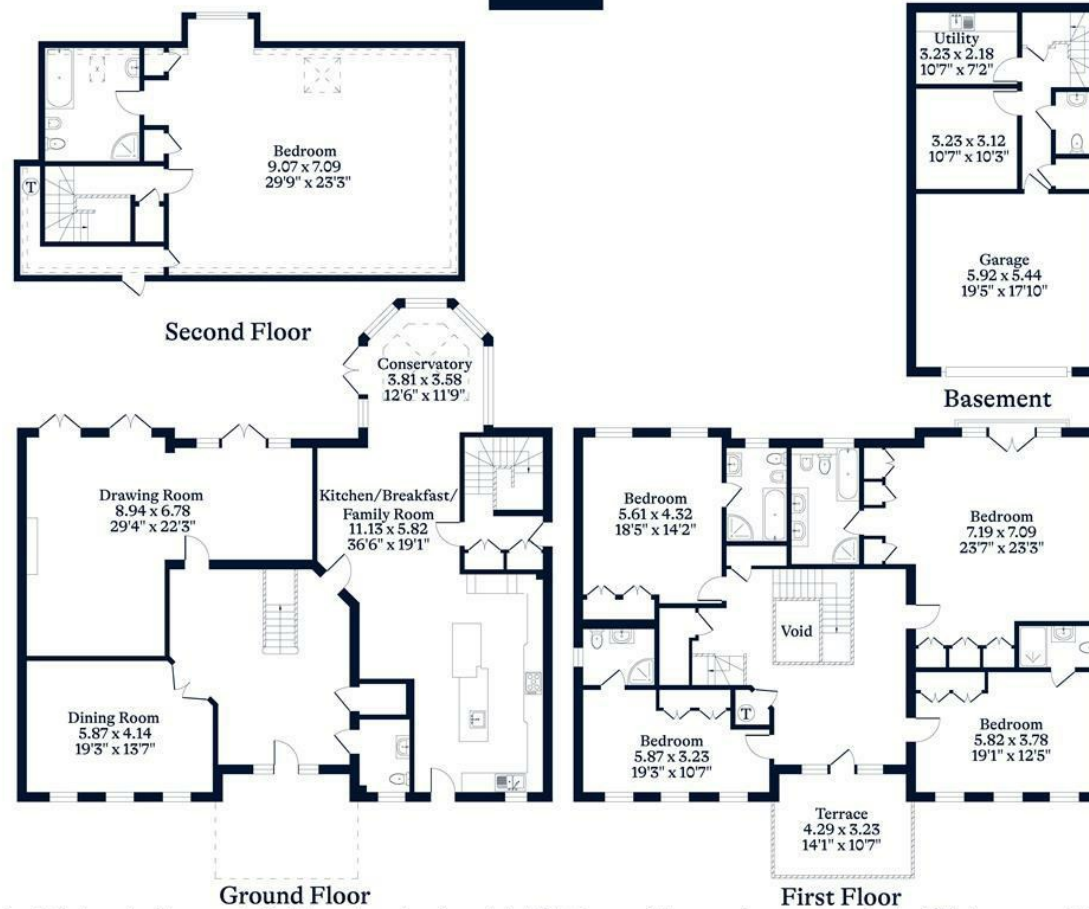 Bedroom
9.07 x 7.09
29'9" x 23'3"
T
Second Floor
Utility
3.23 x 2.18
10'7" x 7'2"
3.23 x 3.12
10'7" x 10'3"
Garage
5.92 x 5.44
19'5" x 17'10"
Basement
Conservatory
3.81 x 3.58
12'6" x 11'9"
Drawing Room
8.94 x 6.78
29'4" x 22'3"
Kitchen/Breakfast/
Family Room
11.13 x 5.82
36'6" x 19'1"
Dining Room
5.87 x 4.14
19'3" x 13'7"
Ground Floor
Bedroom
5.61 x 4.32
18'5" x 14'2"
Bedroom
7.19 x 7.09
23'7" x 23'3"
Void
T
Bedroom
5.87 x 3.23
19'3" x 10'7"
Bedroom
5.82 x 3.78
19'1" x 12'5"
Terrace
4.29 x 3.23
14'1" x 10'7"
First Floor